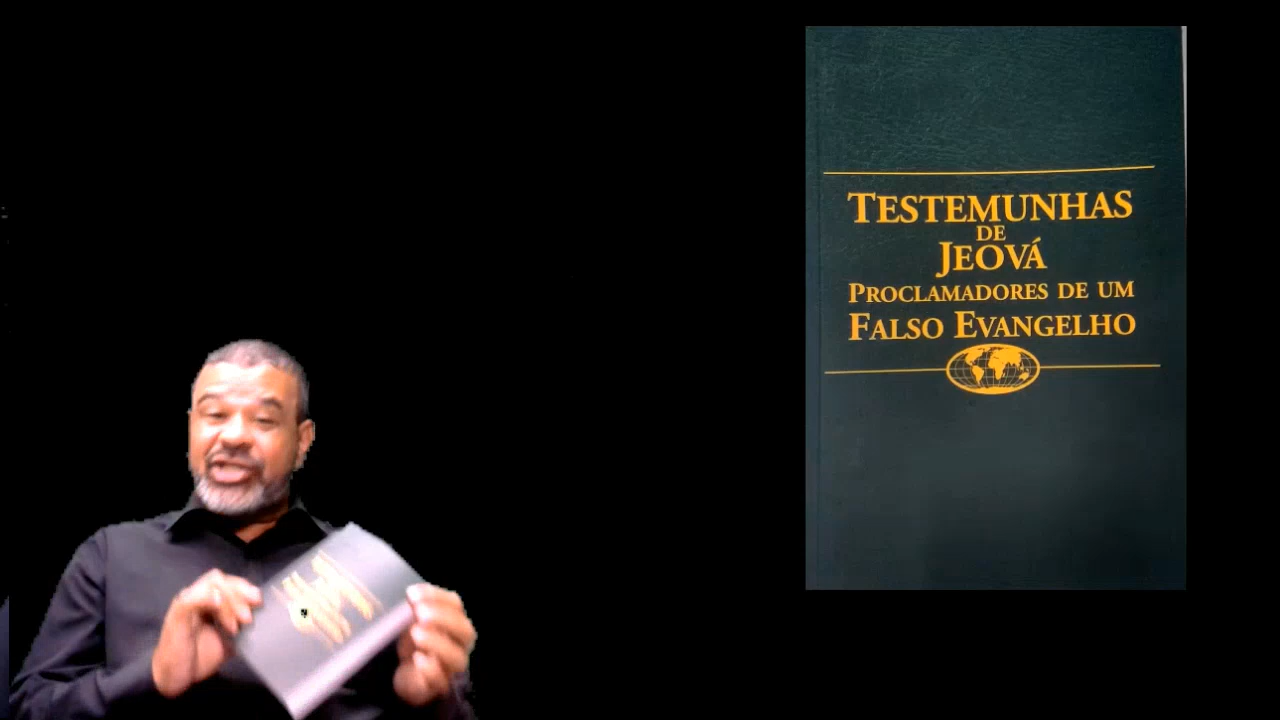 TESTEMUNHAS
DE
JEOVÁ
PROCLAMADORES DE UM
FALSO EVANGELHO